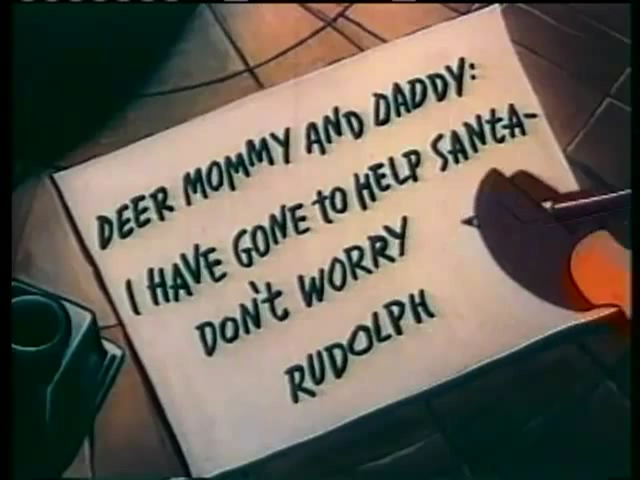 DEER MOMMY AND DADDY:
I HAVE GONE to HELP SANtA-
DON't WORRY
RUDOLPH